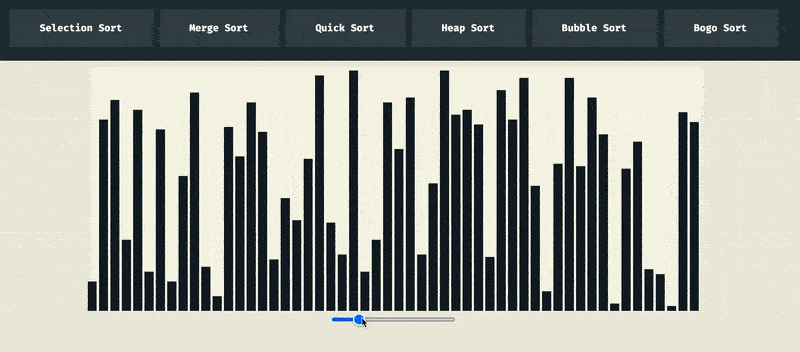 Selection Sort
Merge Sort
Quick Sort
Heap Sort
Bubble Sort
Bogo Sort